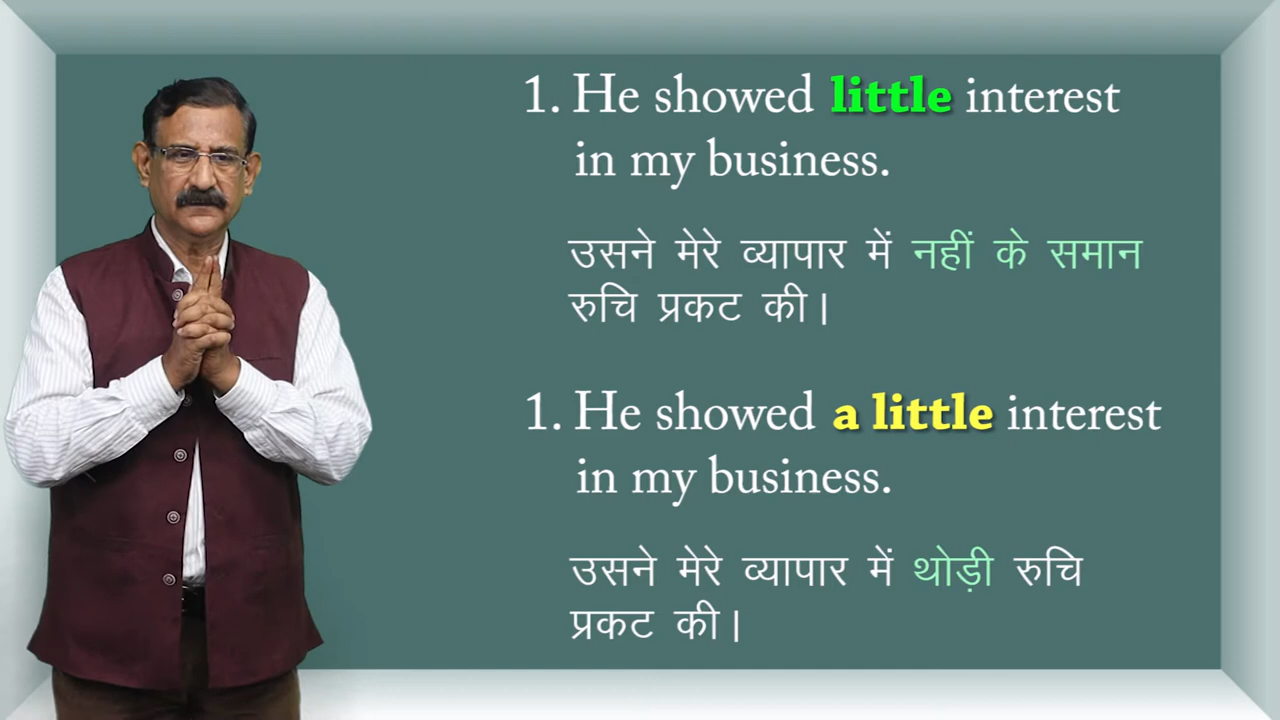 1. He showed little interest
in my business.
उसने मेरे व्यापार में नहीं के समान
रुचि प्रकट की।
1. He showed a little interest
in my business.
उसने मेरे व्यापार में थोड़ी रुचि
प्रकट की।